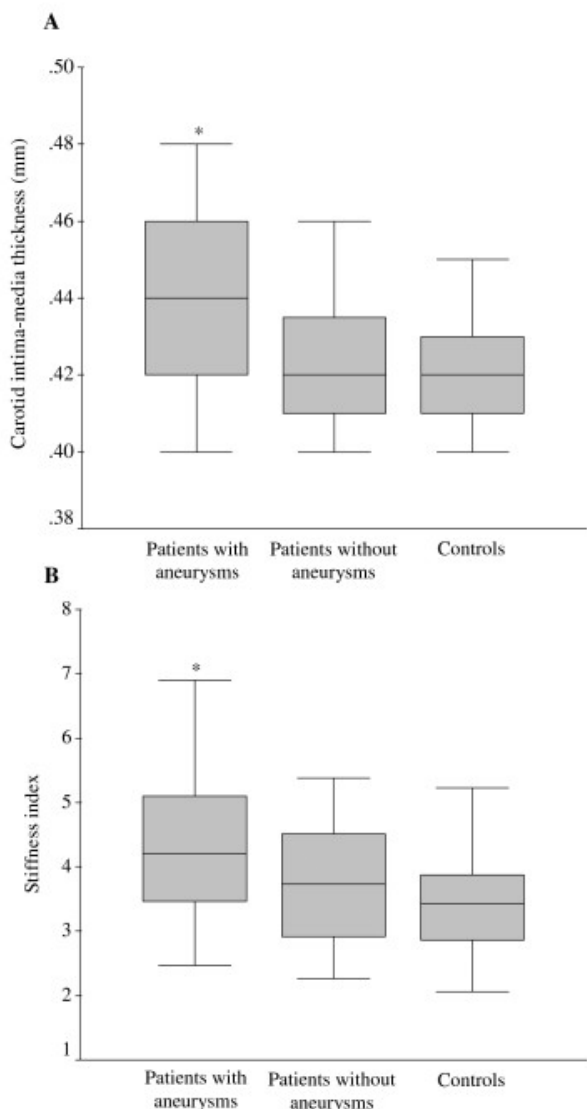 A
.50
*
.48
.46
.44
.42
.40
.38
Carotid intima-media thickness (mm)
Patients with
aneurysms
Patients without
aneurysms
Controls
B
8
*
7
6
5
4
3
2
1
Stiffness index
Patients with
aneurysms
Patients without
aneurysms
Controls